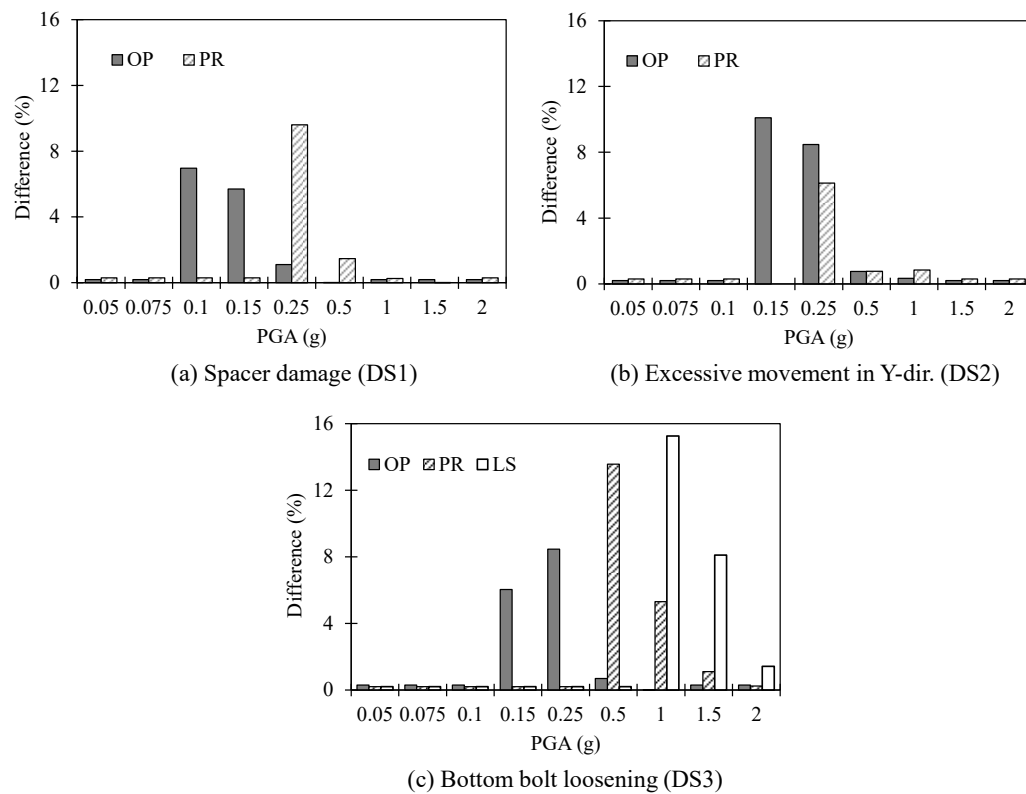 16
12
8
4
0
Difference (%)
OP PR
0.05 0.075 0.1 0.15 0.25 0.5 1 1.5 2
PGA (g)
(a) Spacer damage (DS1)
16
12
8
4
0
Difference (%)
OP PR
0.05 0.075 0.1 0.15 0.25 0.5 1 1.5 2
PGA (g)
(b) Excessive movement in Y-dir. (DS2)
16
12
8
4
0
Difference (%)
OP PR LS
0.05 0.075 0.1 0.15 0.25 0.5 1 1.5 2
PGA (g)
(c) Bottom bolt loosening (DS3)